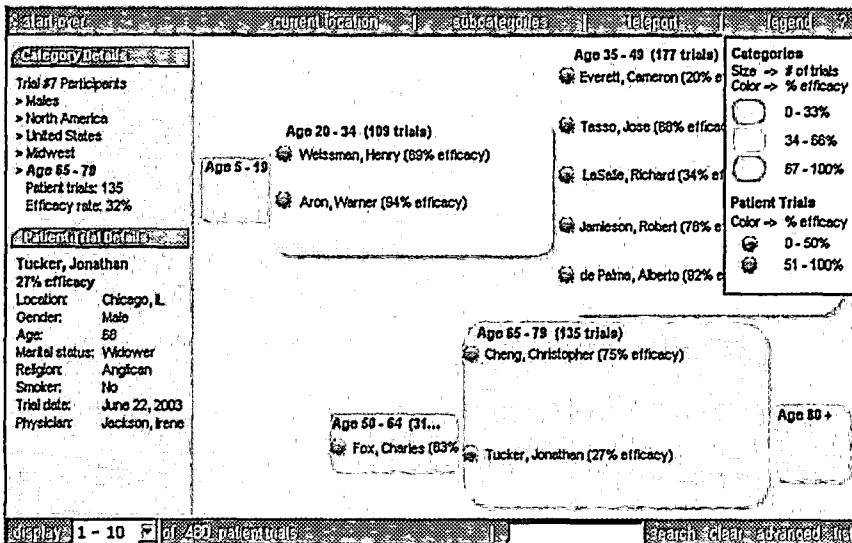 start over current location | subcategories | teleport | legend ?
Category Details
Trial #7 Participants
> Males
> North America
> United States
> Midwest
> Age 65 - 79
Patient trials: 135
Efficacy rate: 32%
Patient Trial Details
Tucker, Jonathan
27% efficacy
Location: Chicago, IL
Gender: Male
Age: 68
Marital status: Widower
Religion: Anglican
Smoker: No
Trial date: June 22, 2003
Physician: Jackson, Irene
Age 5 - 19
Age 20 - 34 (109 trials)
Weissman, Henry (89% efficacy)
Aron, Warner (94% efficacy)
Age 35 - 49 (177 trials)
Everett, Cameron (20% e
Tasso, Jose (88% efficac
LaSalle, Richard (34% ef
Jamieson, Robert (76% e
de Palma, Alberto (92% e
Age 50 - 64 (31...
Fox, Charles (83%
Age 65 - 79 (135 trials)
Cheng, Christopher (75% efficacy)
Tucker, Jonathan (27% efficacy)
Age 80 +
Categories
Size -> # of trials
Color -> % efficacy
0 - 33%
34 - 66%
67 - 100%
Patient Trials
Color -> % efficacy
0 - 50%
51 - 100%
display 1 - 10 of 480 patient trials | search clear advanced list